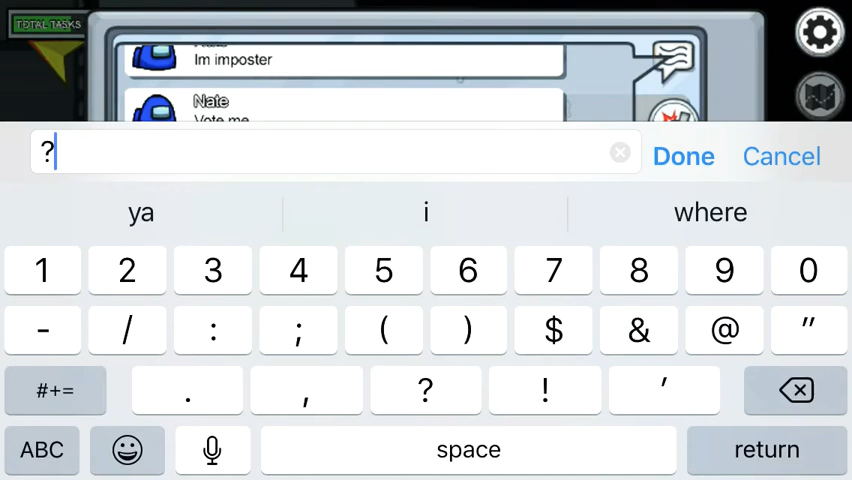 TOTAL TASKS
Im imposter
Nate
Vote me
?
Done Cancel
ya i where
1 2 3 4 5 6 7 8 9 0
- / : ; ( ) $ & @ "
#+= . , ? ! '
ABC space return